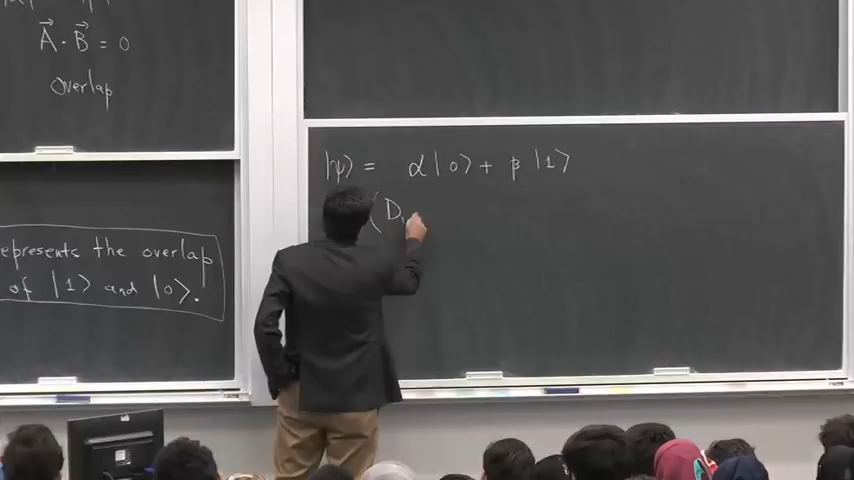 A⃗ · B⃗ = 0
Overlap
epresents the overlap
of |1⟩ and |0⟩.
|ψ⟩ = α|0⟩ + β|1⟩
(D